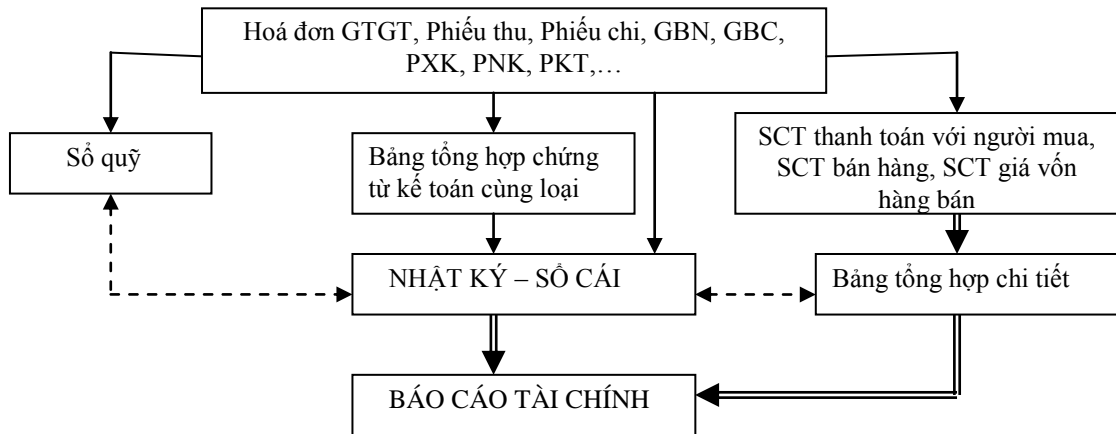 Hoá đơn GTGT, Phiếu thu, Phiếu chi, GBN, GBC,
PXK, PNK, PKT,…
Sổ quỹ
Bảng tổng hợp chứng
từ kế toán cùng loại
SCT thanh toán với người mua,
SCT bán hàng, SCT giá vốn
hàng bán
NHẬT KÝ – SỔ CÁI
Bảng tổng hợp chi tiết
BÁO CÁO TÀI CHÍNH